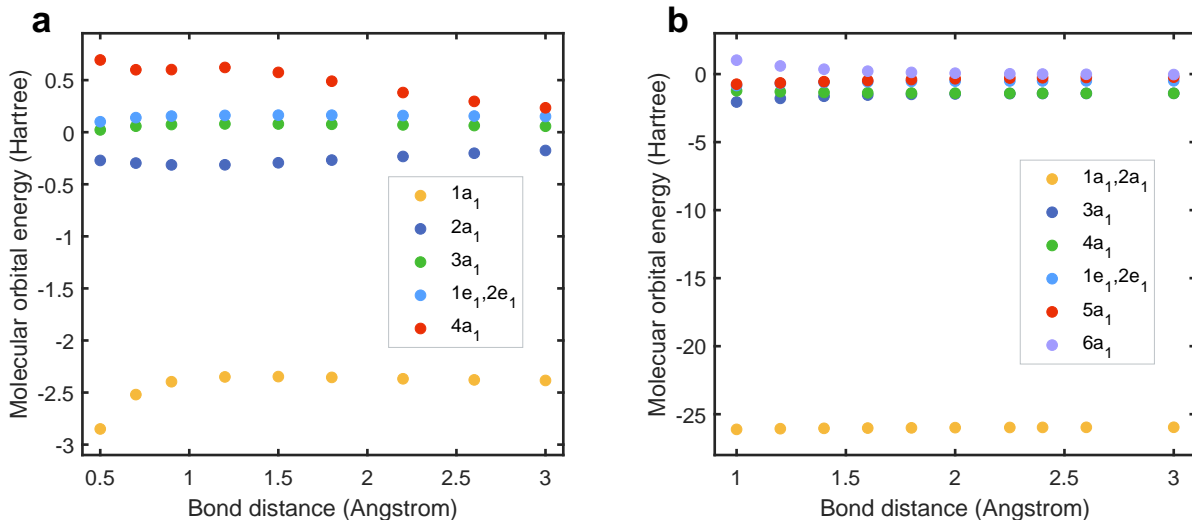 a
Molecular orbital energy (Hartree)
0.5
0
-0.5
-1
-1.5
-2
-2.5
-3
1a1
2a1
3a1
1e1,2e1
4a1
0.5 1 1.5 2 2.5 3
Bond distance (Angstrom)
b
Molecuar orbital energy (Hartree)
0
-5
-10
-15
-20
-25
1a1,2a1
3a1
4a1
1e1,2e1
5a1
6a1
1 1.5 2 2.5 3
Bond distance (Angstrom)